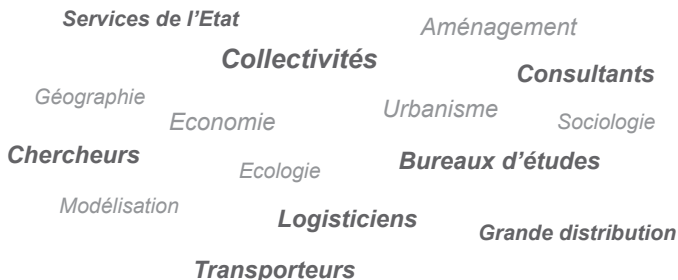 Services de l'Etat
Aménagement
Collectivités
Consultants
Géographie
Economie
Urbanisme
Sociologie
Chercheurs
Ecologie
Bureaux d'études
Modélisation
Logisticiens
Grande distribution
Transporteurs